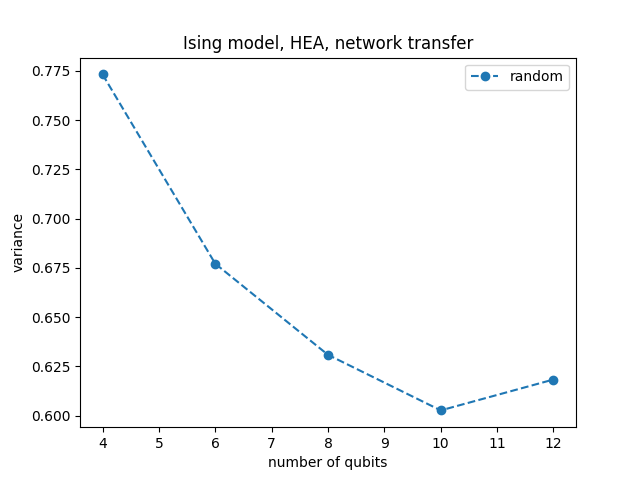 Ising model, HEA, network transfer
random
0.775
0.750
0.725
0.700
0.675
0.650
0.625
0.600
variance
4 5 6 7 8 9 10 11 12
number of qubits